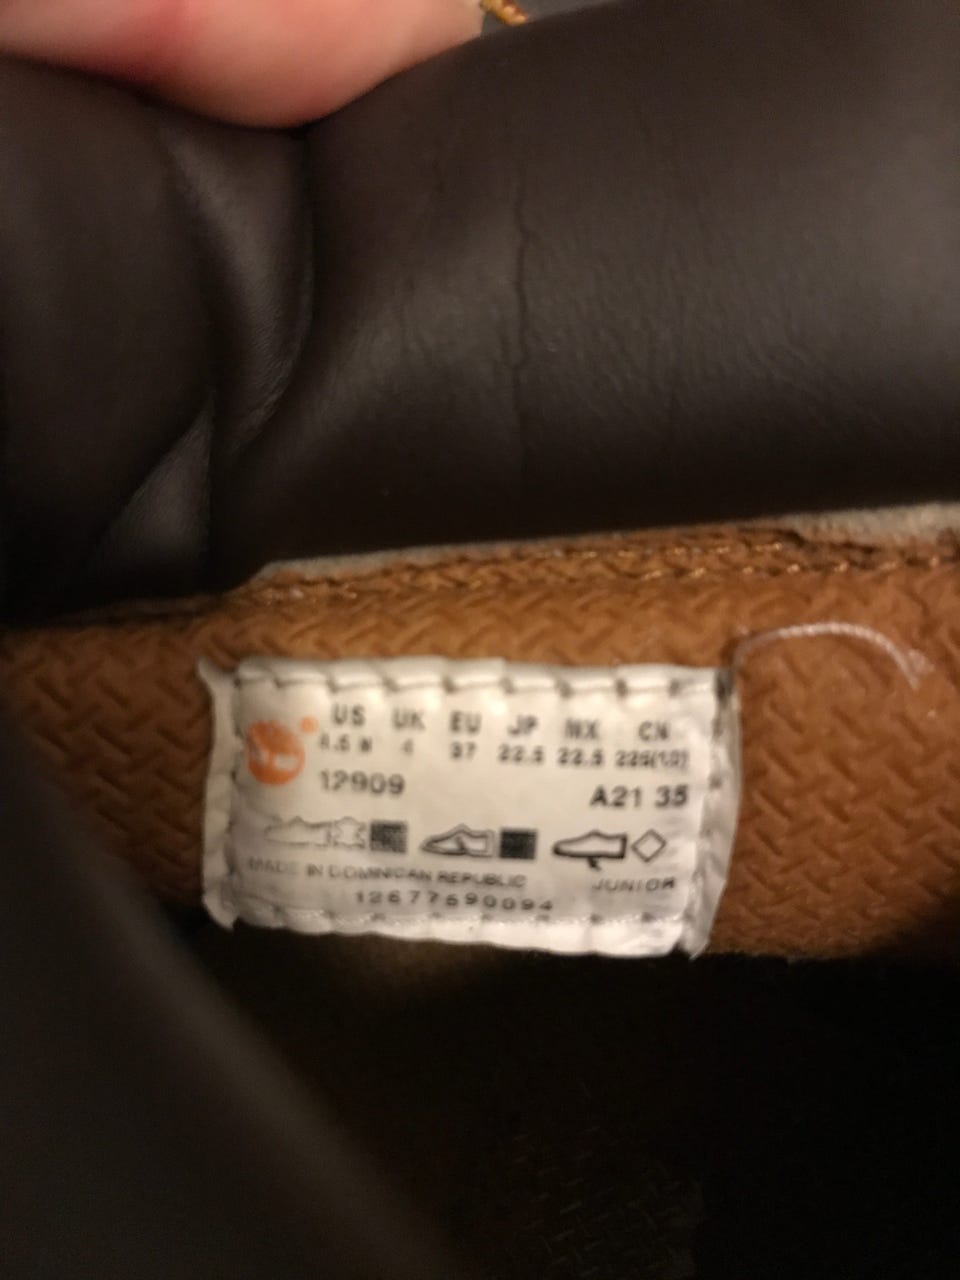 US UK EU JP MX CN
4.5 M 4 37 22.5 22.5 225(1.0)
12909
A21 35
MADE IN DOMINICAN REPUBLIC JUNIOR
12677590094